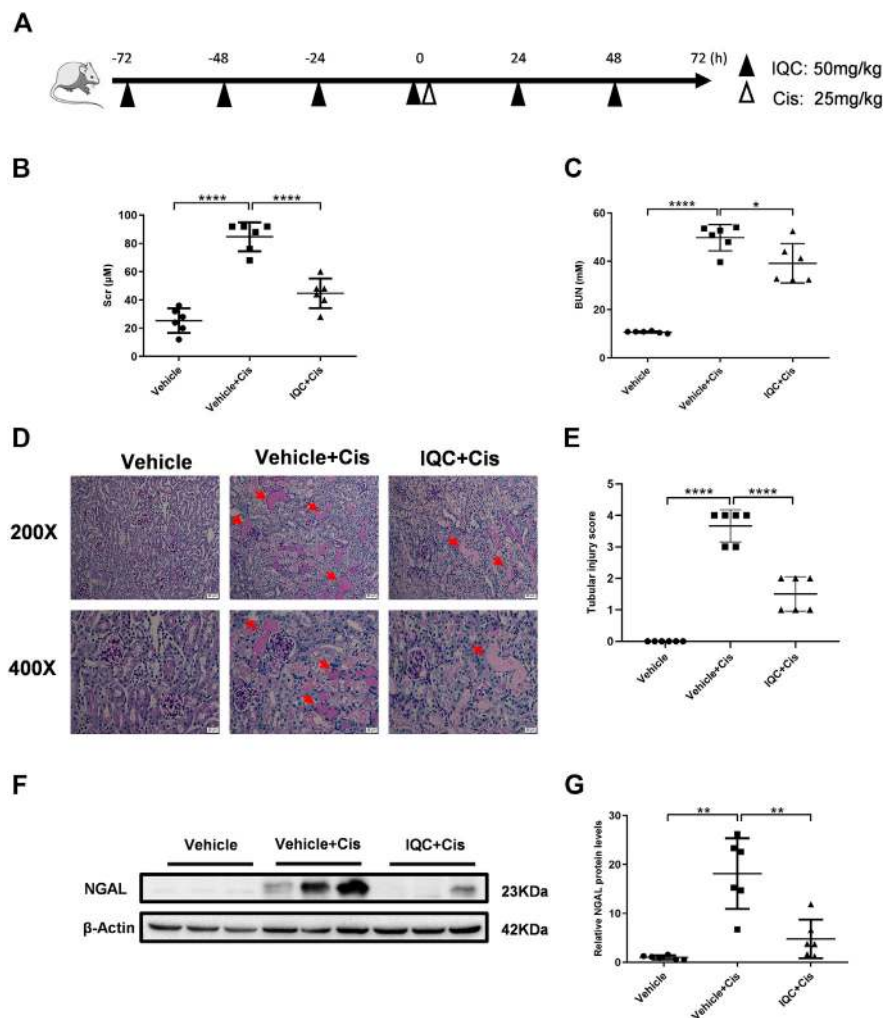 A
-72 -48 -24 0 24 48 72 (h)
IQC: 50mg/kg
Cis: 25mg/kg
B
****
****
Scr (μM)
100
80
60
40
20
0
Vehicle
Vehicle+Cis
IQC+Cis
C
****
*
BUN (mM)
60
40
20
0
Vehicle
Vehicle+Cis
IQC+Cis
D
Vehicle
Vehicle+Cis
IQC+Cis
200X
400X
E
****
****
Tubular injury score
5
4
3
2
1
0
Vehicle
Vehicle+Cis
IQC+Cis
F
Vehicle
Vehicle+Cis
IQC+Cis
NGAL
23KDa
β-Actin
42KDa
G
**
**
Relative NGAL protein levels
30
20
10
0
Vehicle
Vehicle+Cis
IQC+Cis